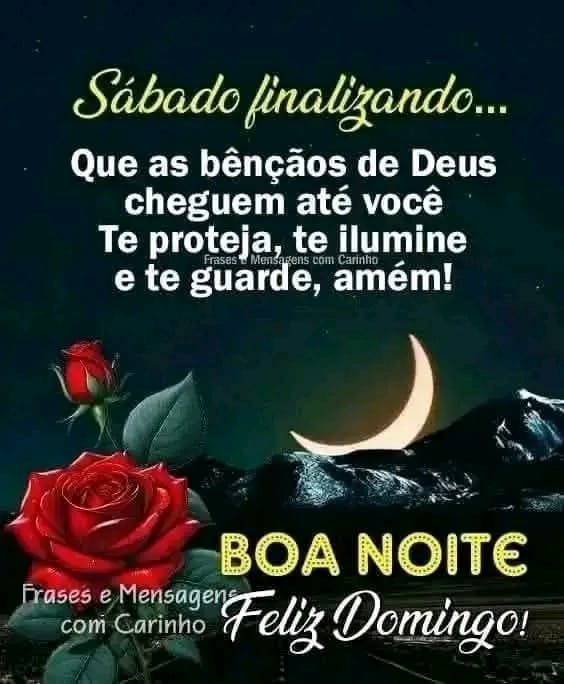 Sábado finalizando...
Que as bênçãos de Deus
cheguem até você
Te proteja, te ilumine
Frases e Mensagens com Carinho
e te guarde, amém!
BOA NOITE
Frases e Mensagens
com Carinho
Feliz Domingo!